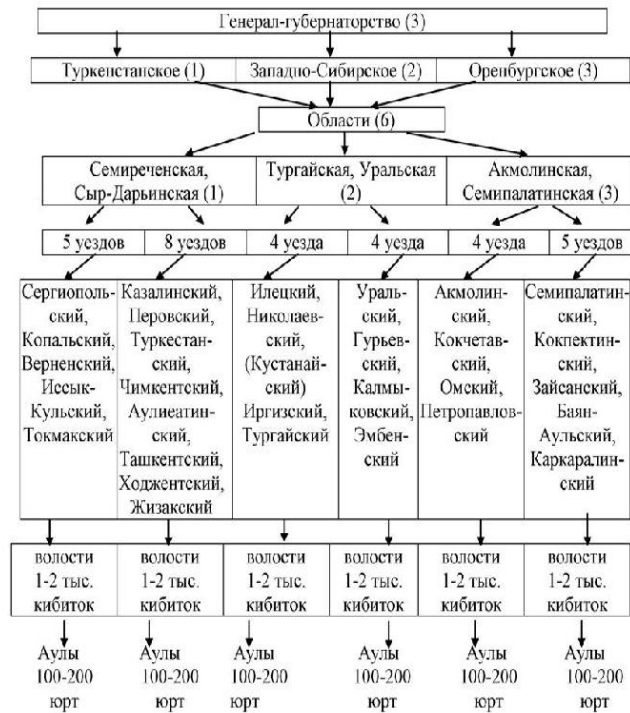 Генерал-губернаторство (3)
Туркенстанское (1)
Западно-Сибирское (2)
Оренбургское (3)
Области (6)
Семиреченская,
Сыр-Дарьинская (1)
Тургайская, Уральская
(2)
Акмолинская,
Семипалатинская (3)
5 уездов
8 уездов
4 уезда
4 уезда
4 уезда
5 уездов
Сергиополь-
ский,
Копальский,
Верненский,
Иссык-
Кульский,
Токмакский
Казалинский,
Перовский,
Туркестан-
ский,
Чимкентский,
Аулиеатин-
ский,
Ташкентский,
Ходжентский,
Жизакский
Илецкий,
Николаев-
ский,
(Кустанай-
ский)
Иргизский,
Тургайский
Ураль-
ский,
Гурьев-
ский,
Калмы-
ковский,
Эмбен-
ский
Акмолин-
ский,
Кокчетав-
ский,
Омский,
Петропавлов-
ский
Семипалатин-
ский,
Кокпектин-
ский,
Зайсанский,
Баян-
Аульский,
Каркаралин-
ский
волости
1-2 тыс.
кибиток
волости
1-2 тыс.
кибиток
волости
1-2 тыс.
кибиток
волости
1-2 тыс.
кибиток
волости
1-2 тыс.
кибиток
волости
1-2 тыс.
кибиток
Аулы
100-200
юрт
Аулы
100-200
юрт
Аулы
100-200
юрт
Аулы
100-200
юрт
Аулы
100-200
юрт
Аулы
100-200
юрт